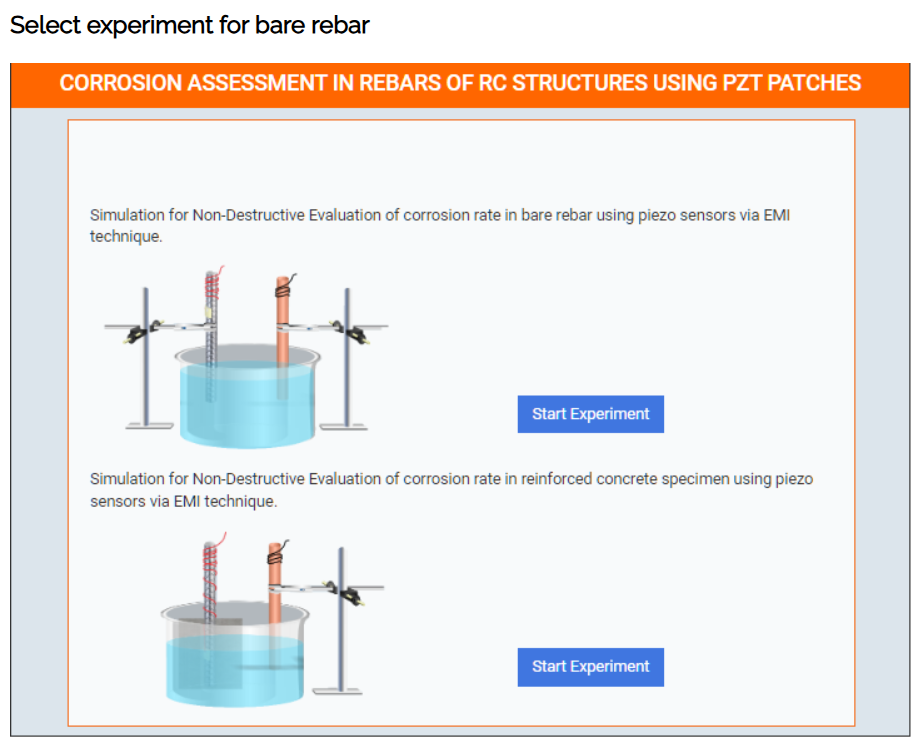 Select experiment for bare rebar
CORROSION ASSESSMENT IN REBARS OF RC STRUCTURES USING PZT PATCHES
Simulation for Non-Destructive Evaluation of corrosion rate in bare rebar using piezo sensors via EMI
technique.
Start Experiment
Simulation for Non-Destructive Evaluation of corrosion rate in reinforced concrete specimen using piezo
sensors via EMI technique.
Start Experiment